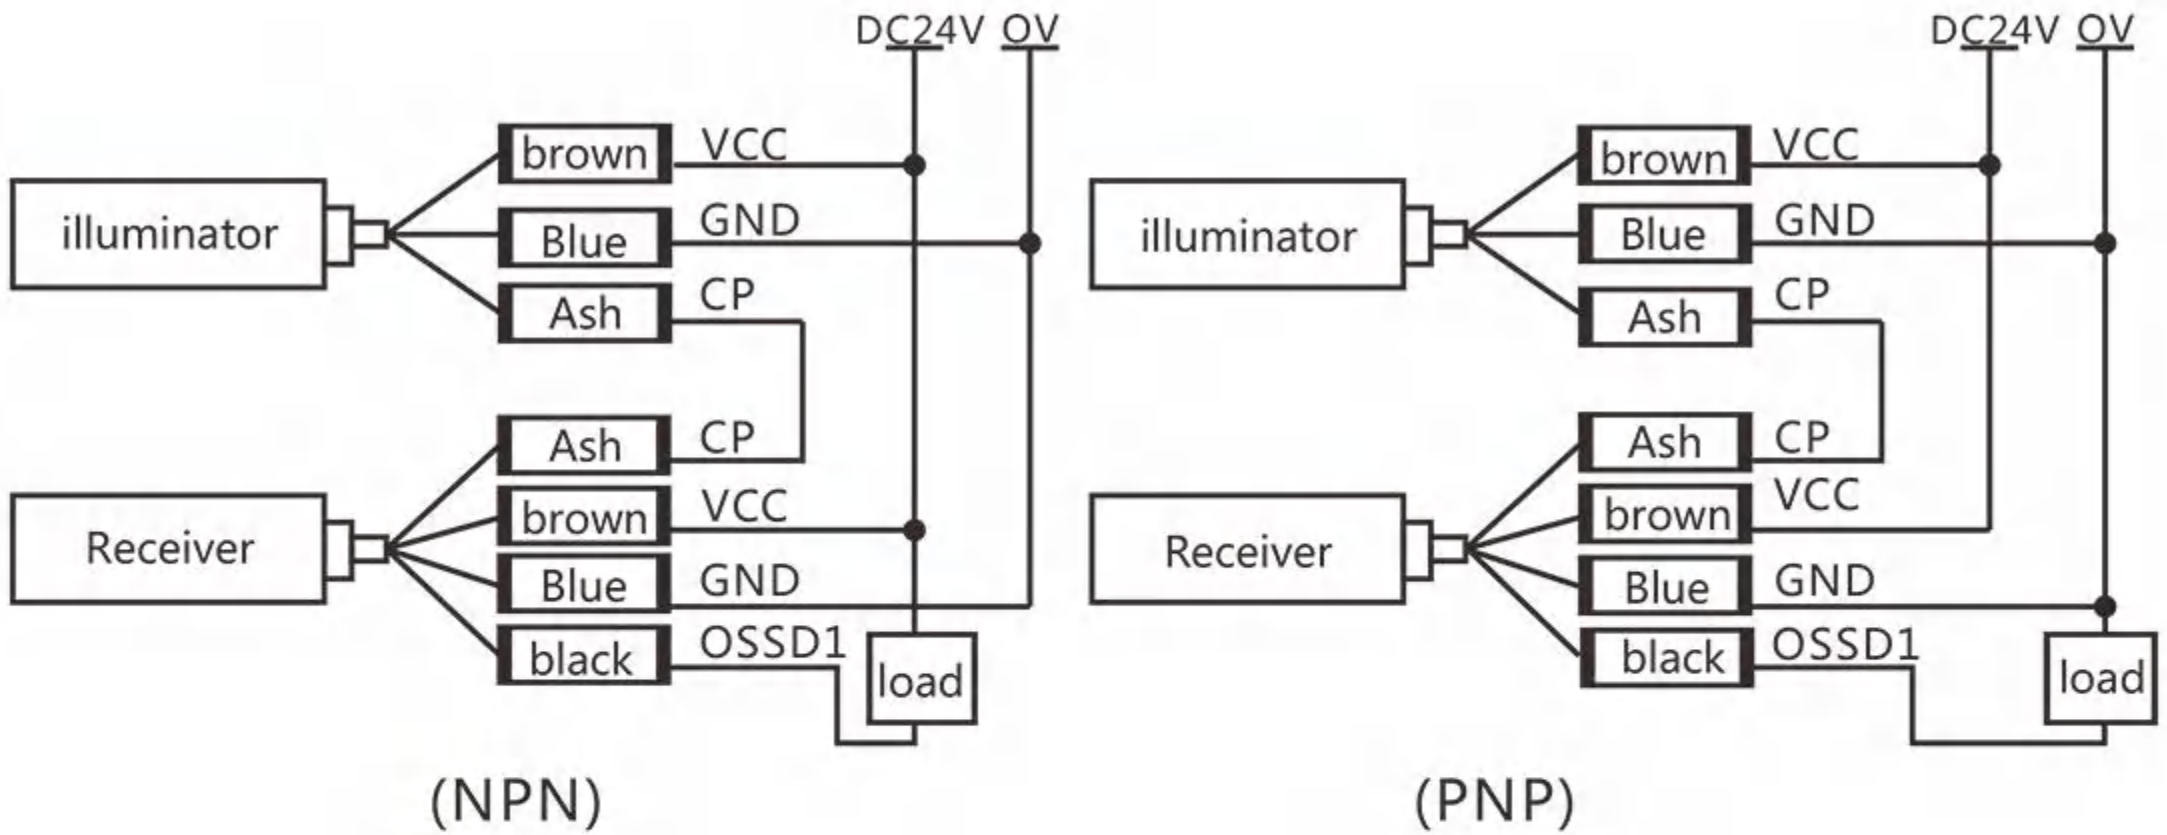 DC24V OV
brown VCC
illuminator
Blue GND
Ash CP
Ash CP
brown VCC
Receiver
Blue GND
black OSSD1
load
(NPN)
DC24V OV
brown VCC
illuminator
Blue GND
Ash CP
Ash CP
brown VCC
Receiver
Blue GND
black OSSD1
load
(PNP)